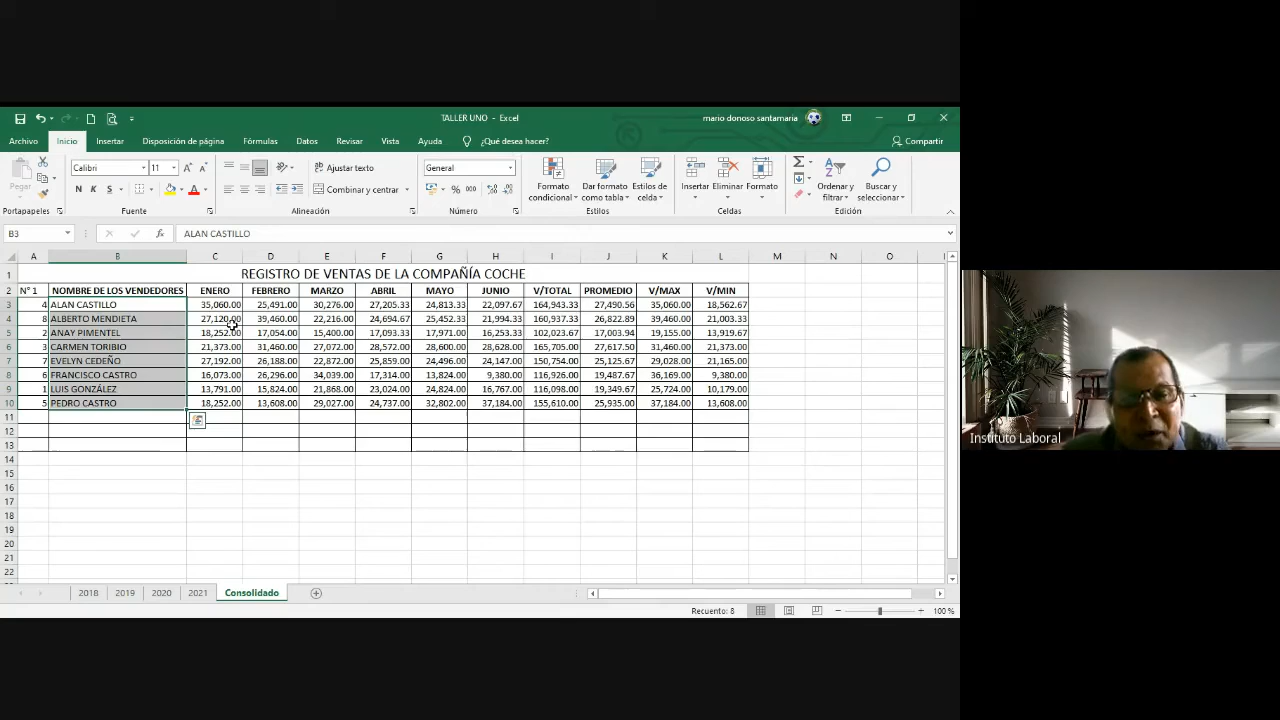 TALLER UNO - Excel
mario donoso santamaria
Archivo Inicio Insertar Disposición de página Fórmulas Datos Revisar Vista Ayuda ¿Qué desea hacer? Compartir
Pegar
Calibri 11
N K S
Ajustar texto
Combinar y centrar
General
% 000
Formato condicional
Dar formato como tabla
Estilos de celda
Insertar
Eliminar
Formato
Ordenar y filtrar
Buscar y seleccionar
Portapapeles Fuente Alineación Número Estilos Celdas Edición
B3 fx ALAN CASTILLO
A B C D E F G H I J K L M N O
1 REGISTRO DE VENTAS DE LA COMPAÑÍA COCHE
2 N° 1 NOMBRE DE LOS VENDEDORES ENERO FEBRERO MARZO ABRIL MAYO JUNIO V/TOTAL PROMEDIO V/MAX V/MIN
3 4 ALAN CASTILLO 35,060.00 25,491.00 30,276.00 27,205.33 24,813.33 22,097.67 164,943.33 27,490.56 35,060.00 18,562.67
4 8 ALBERTO MENDIETA 27,120.00 39,460.00 22,216.00 24,694.67 25,452.33 21,994.33 160,937.33 26,822.89 39,460.00 21,003.33
5 2 ANAY PIMENTEL 18,252.00 17,054.00 15,400.00 17,093.33 17,971.00 16,253.33 102,023.67 17,003.94 19,155.00 13,919.67
6 3 CARMEN TORIBIO 21,373.00 31,460.00 27,072.00 28,572.00 28,600.00 28,628.00 165,705.00 27,617.50 31,460.00 21,373.00
7 7 EVELYN CEDEÑO 27,192.00 26,188.00 22,872.00 25,859.00 24,496.00 24,147.00 150,754.00 25,125.67 29,028.00 21,165.00
8 6 FRANCISCO CASTRO 16,073.00 26,296.00 34,039.00 17,314.00 13,824.00 9,380.00 116,926.00 19,487.67 36,169.00 9,380.00
9 1 LUIS GONZÁLEZ 13,791.00 15,824.00 21,868.00 23,024.00 24,824.00 16,767.00 116,098.00 19,349.67 25,724.00 10,179.00
10 5 PEDRO CASTRO 18,252.00 13,608.00 29,027.00 24,737.00 32,802.00 37,184.00 155,610.00 25,935.00 37,184.00 13,608.00
11
12
13
14
15
16
17
18
19
20
21
22
Instituto Laboral
2018 2019 2020 2021 Consolidado
Recuento: 8 100 %